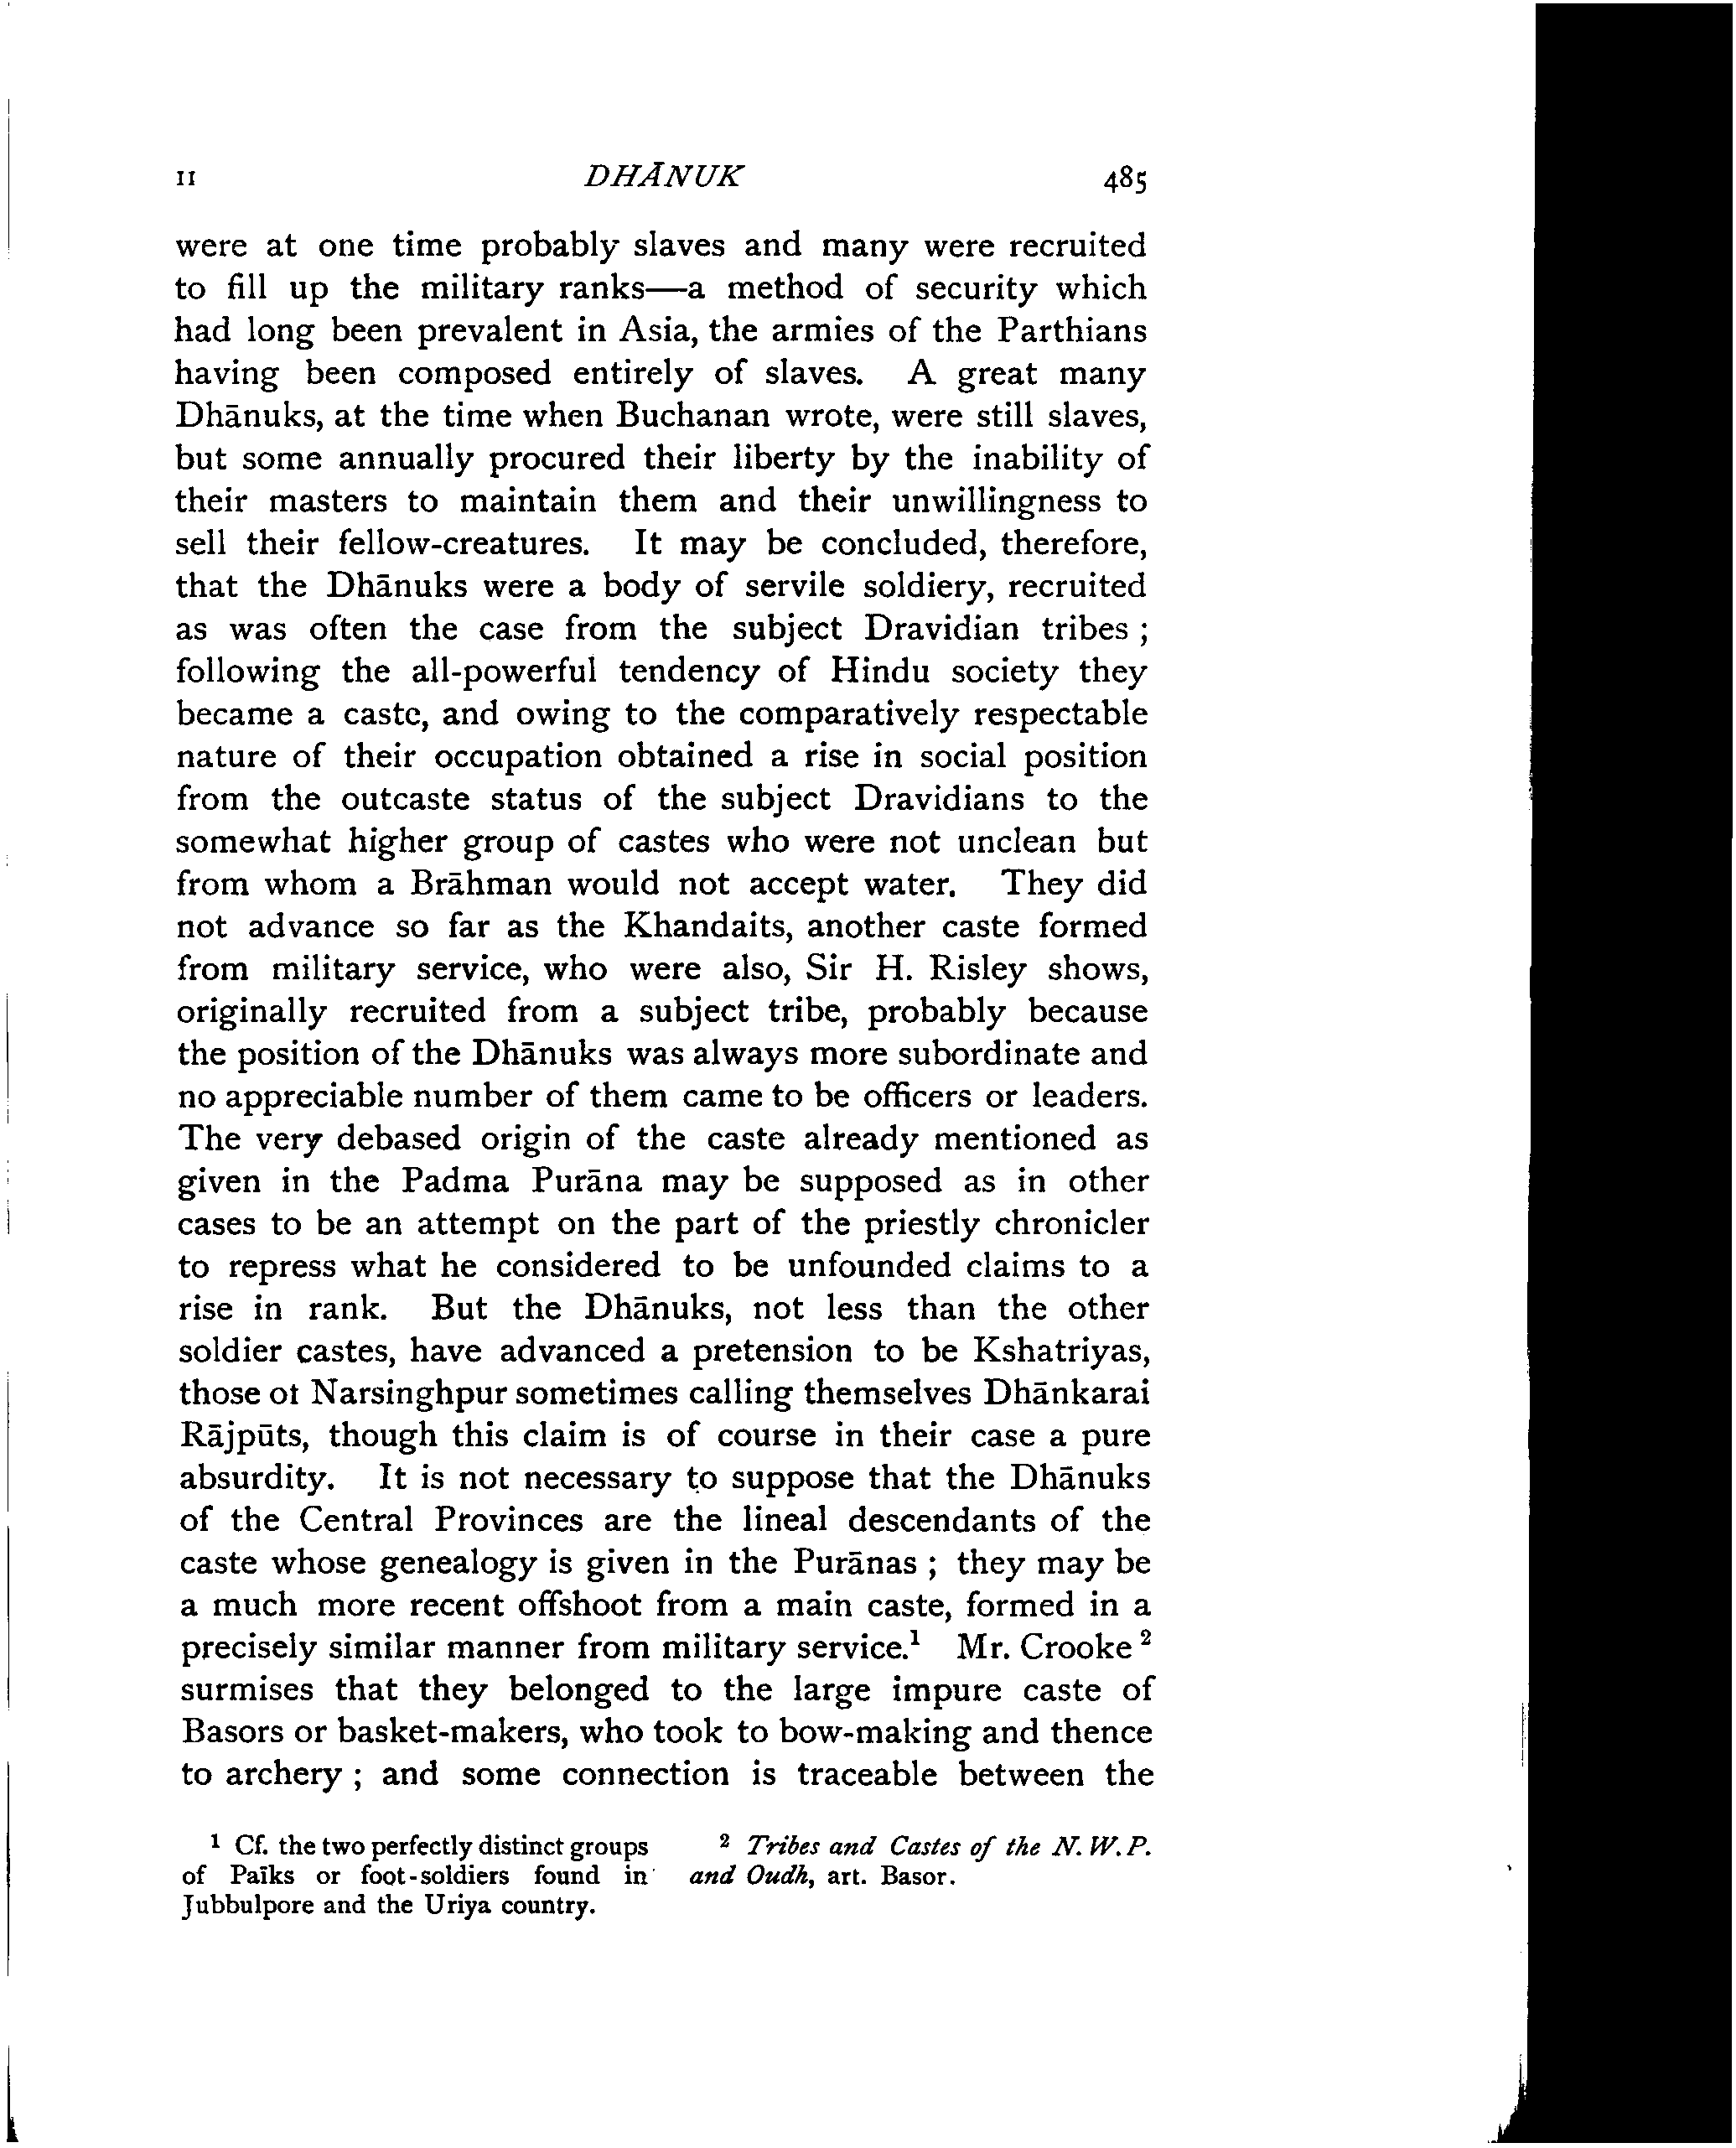 II DHĀNUK 485
were at one time probably slaves and many were recruited
to fill up the military ranks—a method of security which
had long been prevalent in Asia, the armies of the Parthians
having been composed entirely of slaves. A great many
Dhānuks, at the time when Buchanan wrote, were still slaves,
but some annually procured their liberty by the inability of
their masters to maintain them and their unwillingness to
sell their fellow-creatures. It may be concluded, therefore,
that the Dhānuks were a body of servile soldiery, recruited
as was often the case from the subject Dravidian tribes ;
following the all-powerful tendency of Hindu society they
became a caste, and owing to the comparatively respectable
nature of their occupation obtained a rise in social position
from the outcaste status of the subject Dravidians to the
somewhat higher group of castes who were not unclean but
from whom a Brāhman would not accept water. They did
not advance so far as the Khandaits, another caste formed
from military service, who were also, Sir H. Risley shows,
originally recruited from a subject tribe, probably because
the position of the Dhānuks was always more subordinate and
no appreciable number of them came to be officers or leaders.
The very debased origin of the caste already mentioned as
given in the Padma Purāna may be supposed as in other
cases to be an attempt on the part of the priestly chronicler
to repress what he considered to be unfounded claims to a
rise in rank. But the Dhānuks, not less than the other
soldier castes, have advanced a pretension to be Kshatriyas,
those of Narsinghpur sometimes calling themselves Dhānkarai
Rājpūts, though this claim is of course in their case a pure
absurdity. It is not necessary to suppose that the Dhānuks
of the Central Provinces are the lineal descendants of the
caste whose genealogy is given in the Purānas ; they may be
a much more recent offshoot from a main caste, formed in a
precisely similar manner from military service.¹ Mr. Crooke ²
surmises that they belonged to the large impure caste of
Basors or basket-makers, who took to bow-making and thence
to archery ; and some connection is traceable between the
¹ Cf. the two perfectly distinct groups
of Paīks or foot-soldiers found in
Jubbulpore and the Uriya country.
² Tribes and Castes of the N.W.P.
and Oudh, art. Basor.